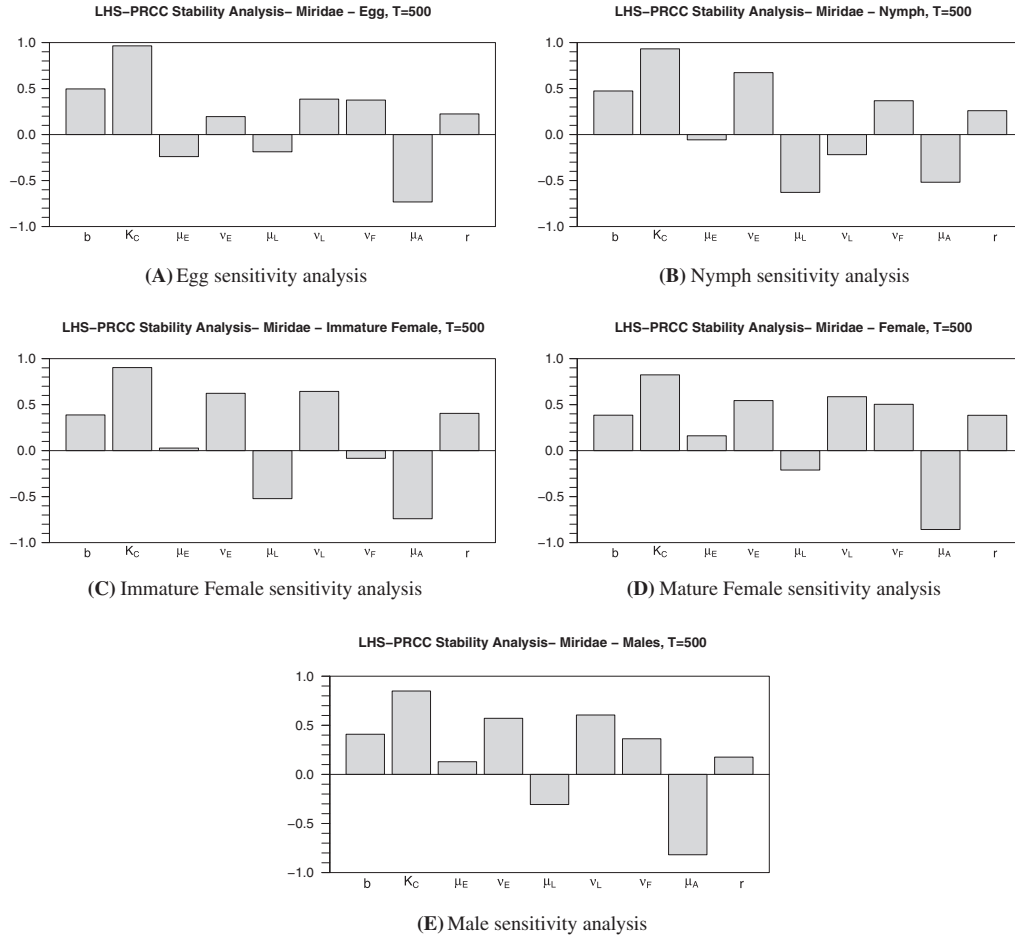 LHS−PRCC Stability Analysis− Miridae − Egg, T=500
1.0
0.5
0.0
−0.5
−1.0
b K_C μ_E ν_E μ_L ν_L ν_F μ_A r
(A) Egg sensitivity analysis
LHS−PRCC Stability Analysis− Miridae − Nymph, T=500
1.0
0.5
0.0
−0.5
−1.0
b K_C μ_E ν_E μ_L ν_L ν_F μ_A r
(B) Nymph sensitivity analysis
LHS−PRCC Stability Analysis− Miridae − Immature Female, T=500
1.0
0.5
0.0
−0.5
−1.0
b K_C μ_E ν_E μ_L ν_L ν_F μ_A r
(C) Immature Female sensitivity analysis
LHS−PRCC Stability Analysis− Miridae − Female, T=500
1.0
0.5
0.0
−0.5
−1.0
b K_C μ_E ν_E μ_L ν_L ν_F μ_A r
(D) Mature Female sensitivity analysis
LHS−PRCC Stability Analysis− Miridae − Males, T=500
1.0
0.5
0.0
−0.5
−1.0
b K_C μ_E ν_E μ_L ν_L ν_F μ_A r
(E) Male sensitivity analysis